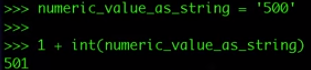 >>> numeric_value_as_string = '500'
>>>
>>> 1 + int(numeric_value_as_string)
501